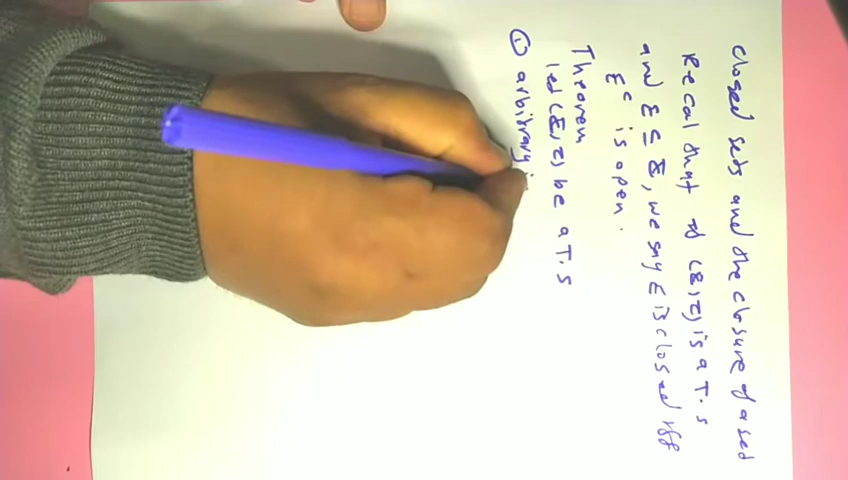 closed sets and the closure of a set
Recal that if (X,τ) is a T.S
and E ⊆ X, we say E is closed iff
E^c is open.
Theorem
let (X,τ) be a T.S
① arbitrary